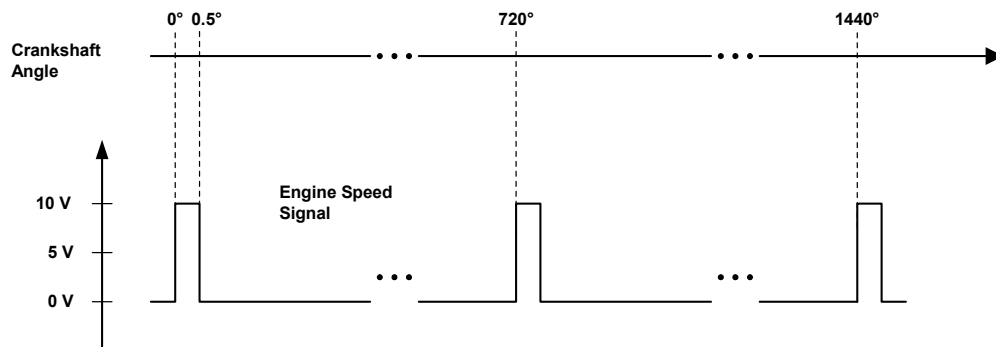 0° 0.5° 720° 1440°
Crankshaft
Angle
Engine Speed
Signal
10 V
5 V
0 V